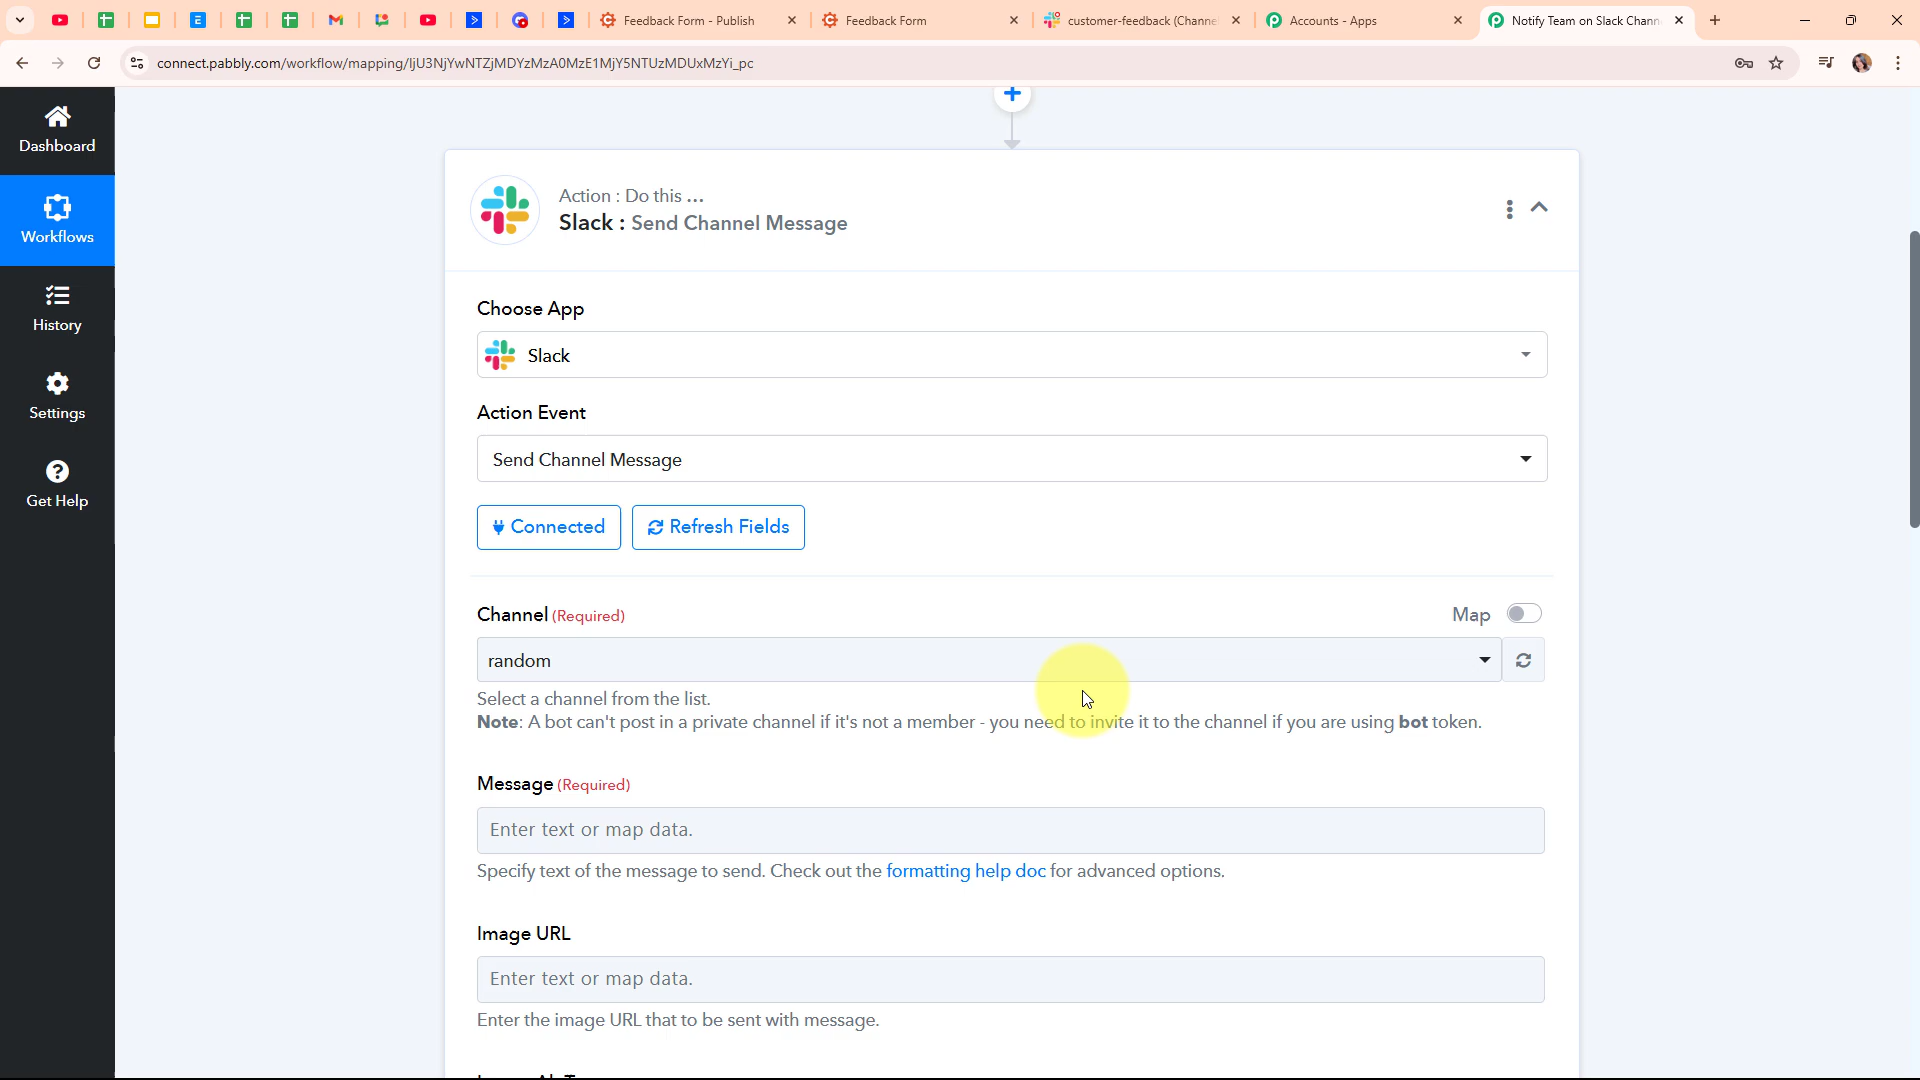 Feedback Form - Publish
Feedback Form
customer-feedback (Channe
Accounts - Apps
Notify Team on Slack Chann
connect.pabbly.com/workflow/mapping/IjU3NjYwNTZjMDYzMzA0MzE1MjY5NTUzMDUxMzYi_pc
Dashboard
Workflows
History
Settings
Get Help
Action : Do this ...
Slack : Send Channel Message
Choose App
Slack
Action Event
Send Channel Message
Connected
Refresh Fields
Channel (Required)
Map
random
Select a channel from the list.
Note: A bot can't post in a private channel if it's not a member - you need to invite it to the channel if you are using bot token.
Message (Required)
Enter text or map data.
Specify text of the message to send. Check out the formatting help doc for advanced options.
Image URL
Enter text or map data.
Enter the image URL that to be sent with message.